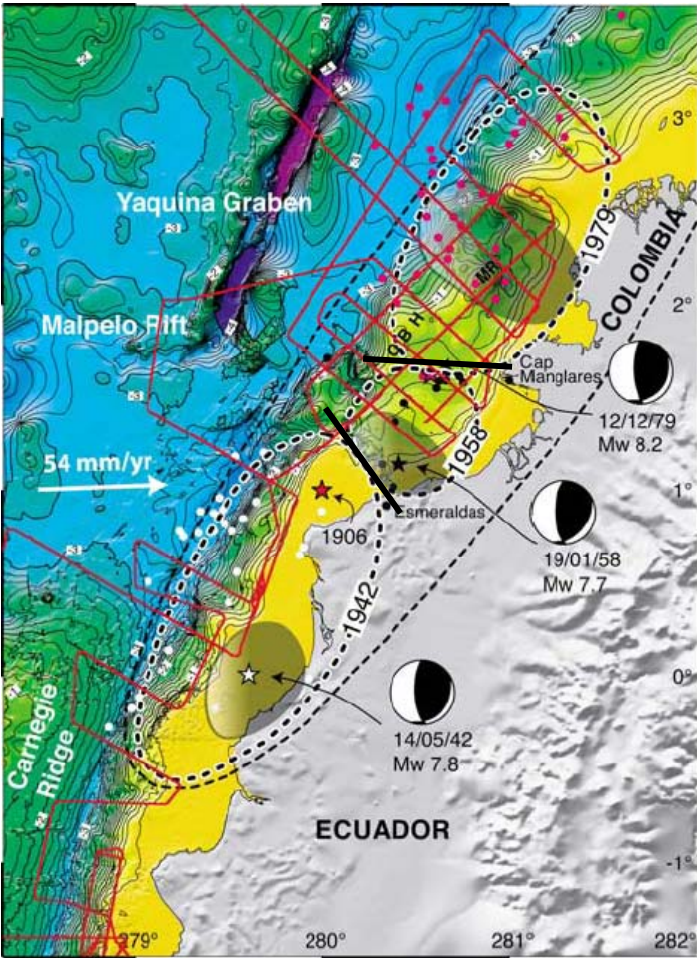 3°
Yaquina Graben
1979
COLOMBIA
MR
2°
Malpelo Rift
B H
Cap
Manglares
12/12/79
Mw 8.2
54 mm/yr
1958
1°
Esmeraldas
1906
19/01/58
Mw 7.7
1942
0°
Carnegie
Ridge
14/05/42
Mw 7.8
ECUADOR
-1°
279°
280°
281°
282°